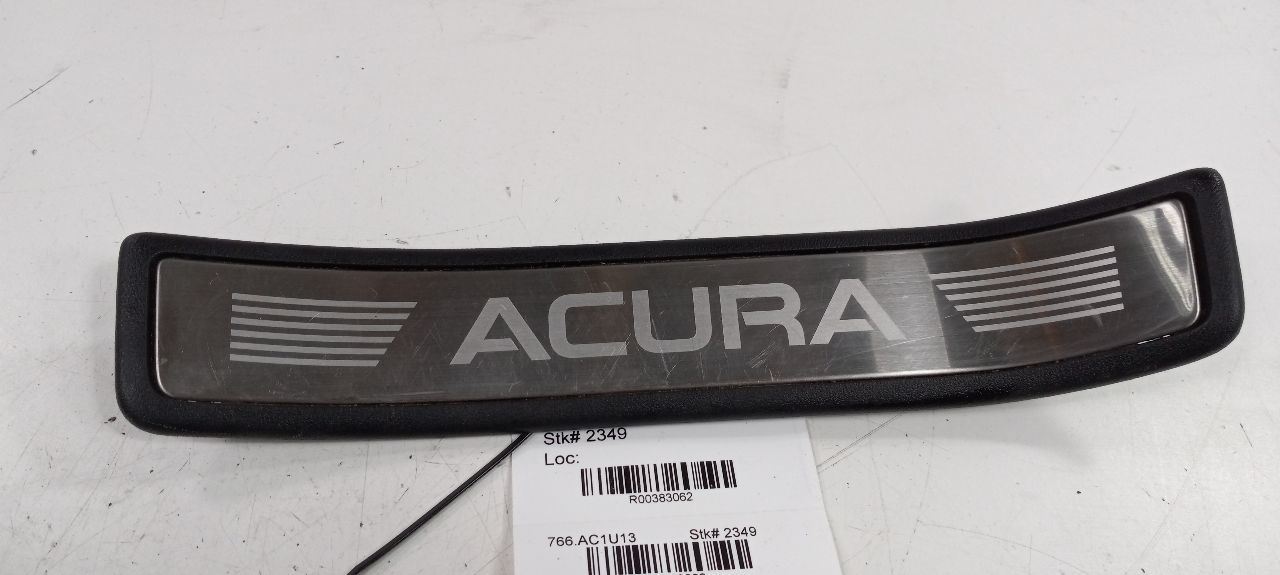 ACURA
Stk# 2349
Loc:
R00383062
766.AC1U13 Stk# 2349